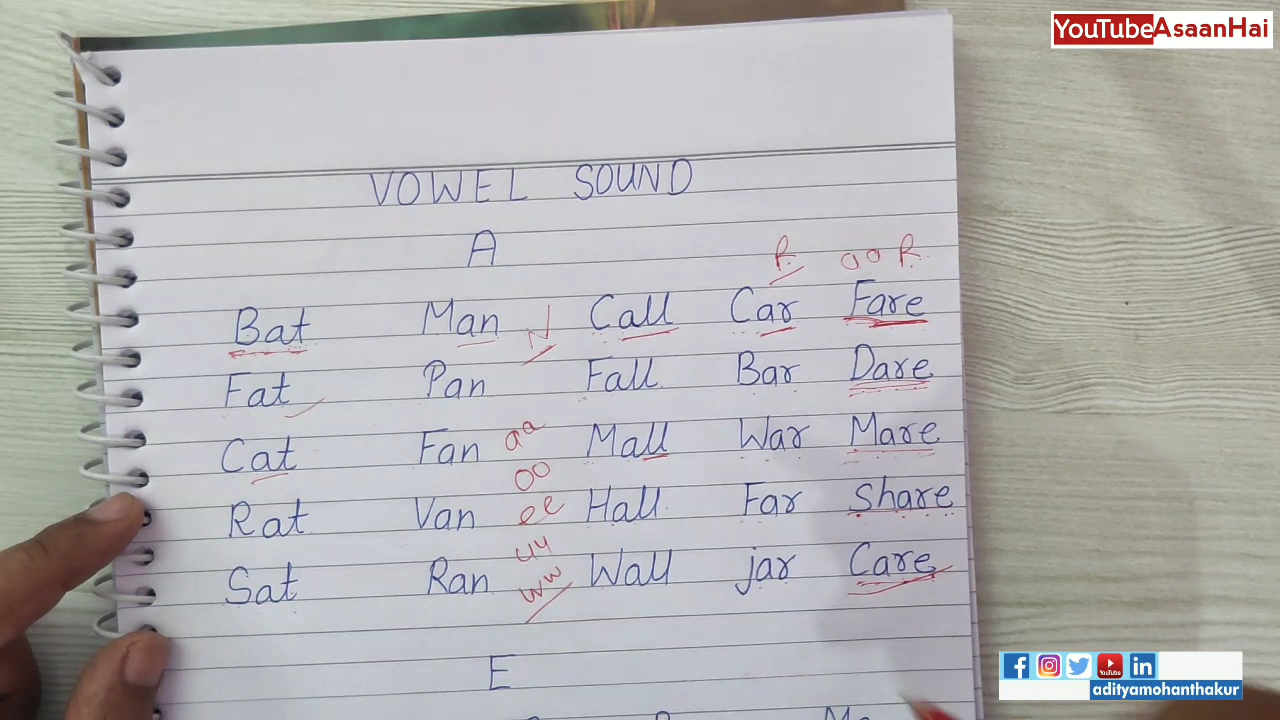 YouTubeAsaanHai
VOWEL SOUND
A
R ooR
Bat Man N Call Car Fare
Fat Pan Fall Bar Dare
Cat Fan aa Mall War Mare
oo
Rat Van ee Hall Far Share
uu
Sat Ran ww Wall jar Care
E
adityamohanthakur